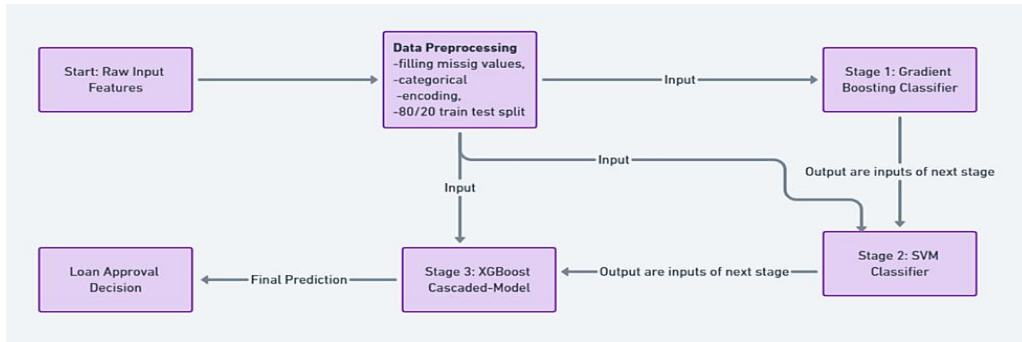 Start: Raw Input
Features
Data Preprocessing
-filling missig values,
-categorical
-encoding,
-80/20 train test split
Input
Stage 1: Gradient
Boosting Classifier
Input
Input
Output are inputs of next stage
Stage 2: SVM
Classifier
Output are inputs of next stage
Stage 3: XGBoost
Cascaded-Model
Final Prediction
Loan Approval
Decision